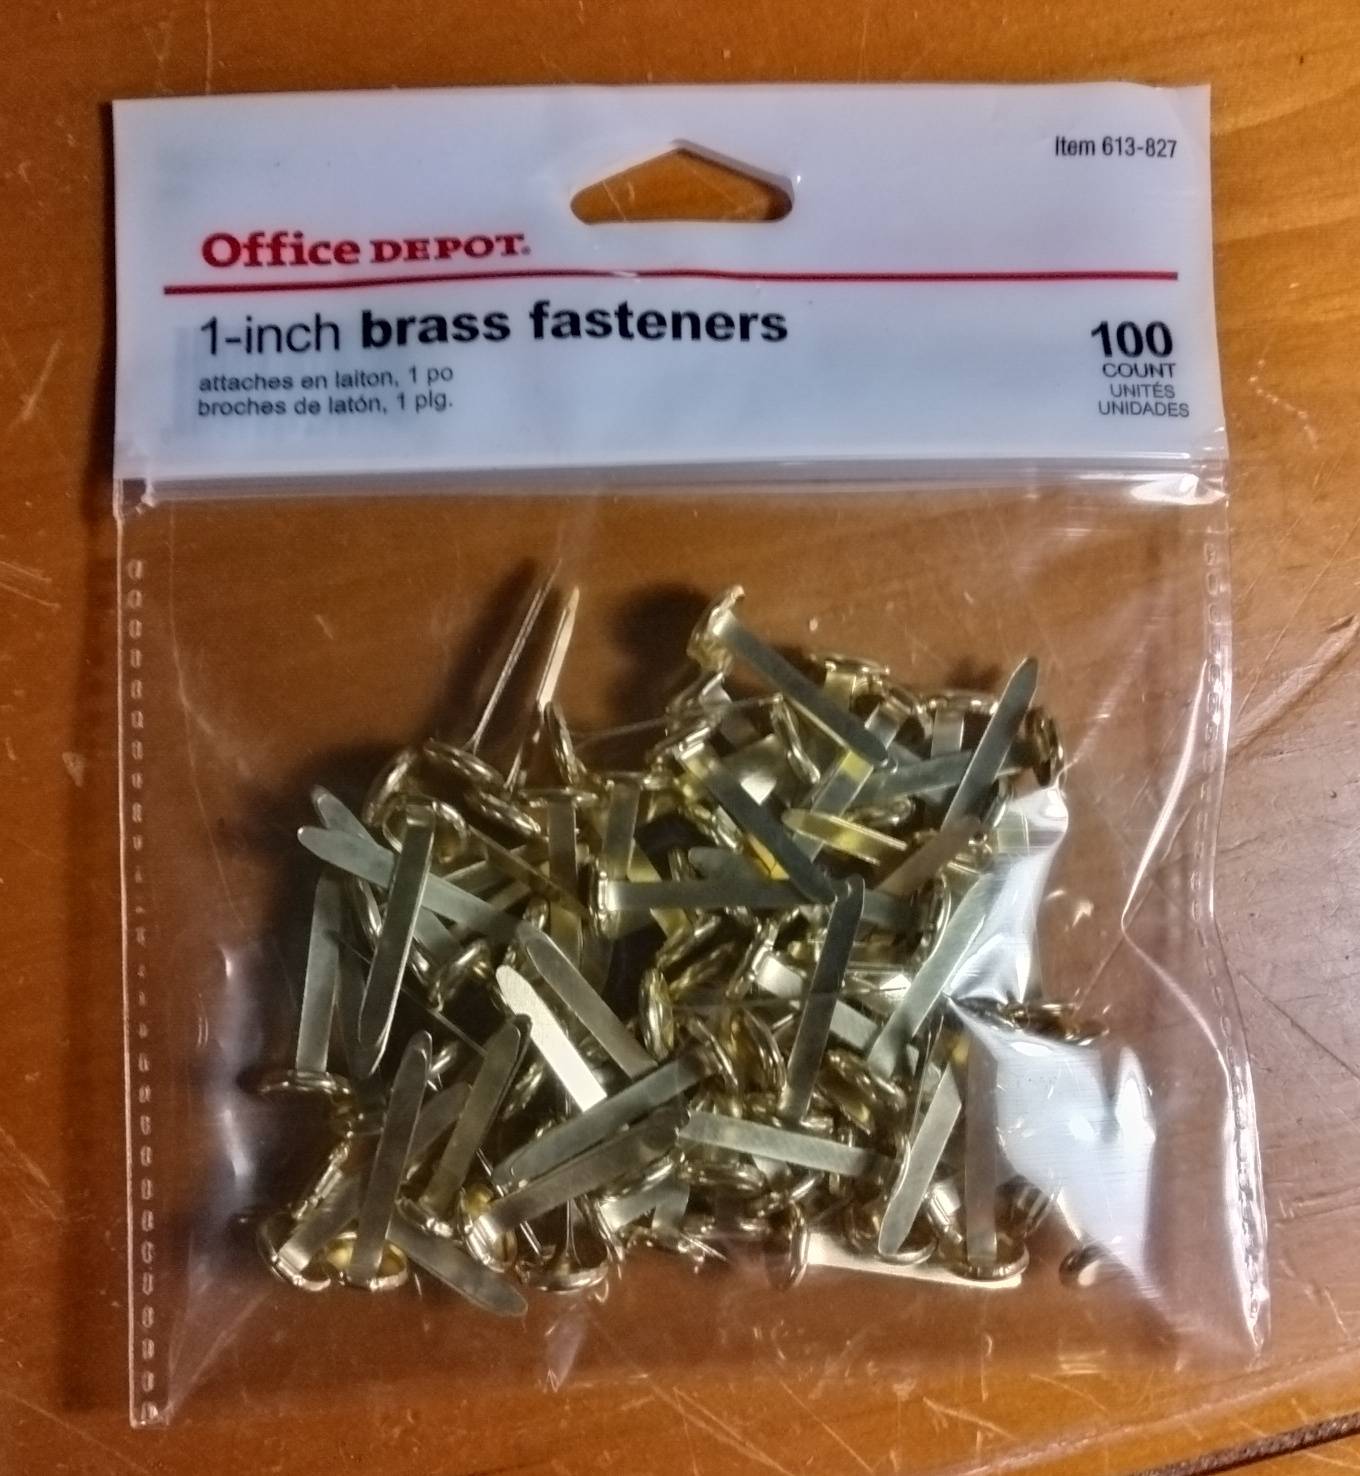 Item 613-827
Office DEPOT.
1-inch brass fasteners
attaches en laiton, 1 po
broches de latón, 1 plg.
100
COUNT
UNITÉS
UNIDADES